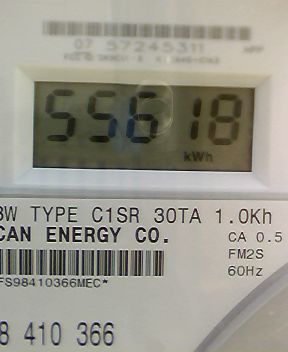 07 57245311
55618
kWh
3W TYPE C1SR 30TA 1.0Kh
CAN ENERGY CO.
CA 0.5
FM2S
60Hz
FS98410366MEC*
8 410 366